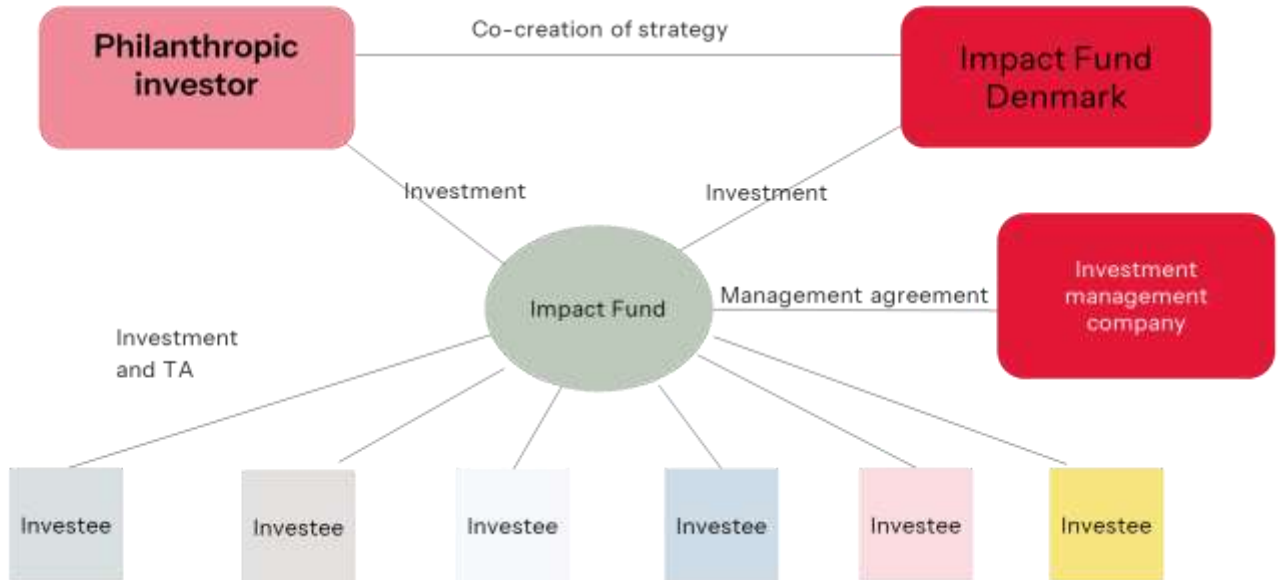 Co-creation of strategy
Philanthropic
investor
Impact Fund
Denmark
Investment
Investment
Investment
management
company
Management agreement
Impact Fund
Investment
and TA
Investee
Investee
Investee
Investee
Investee
Investee